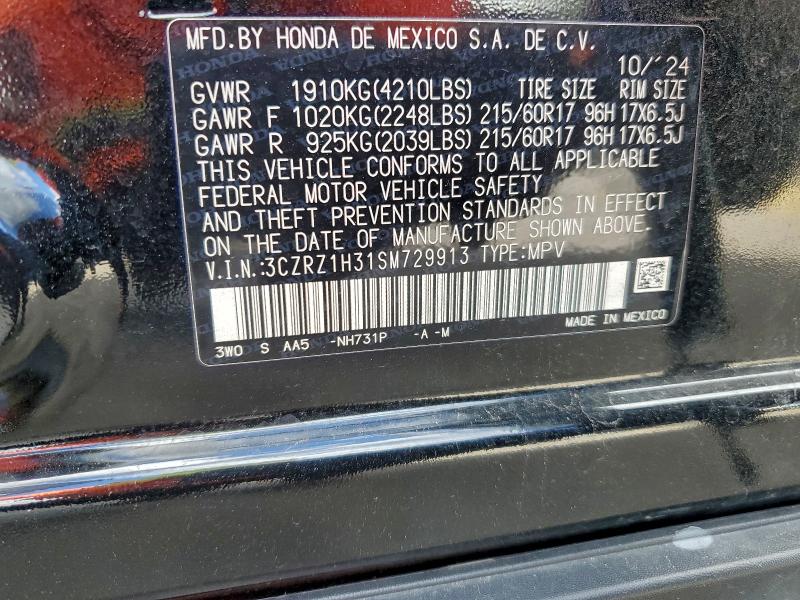 MFD. BY HONDA DE MEXICO S.A. DE C.V.
10/'24
GVWR 1910KG(4210LBS) TIRE SIZE RIM SIZE
GAWR F 1020KG(2248LBS) 215/60R17 96H 17X6.5J
GAWR R 925KG(2039LBS) 215/60R17 96H 17X6.5J
THIS VEHICLE CONFORMS TO ALL APPLICABLE
FEDERAL MOTOR VEHICLE SAFETY
AND THEFT PREVENTION STANDARDS IN EFFECT
ON THE DATE OF MANUFACTURE SHOWN ABOVE.
V.I.N.:3CZRZ1H31SM729913 TYPE:MPV
3WO S AA5 -NH731P -A -M
MADE IN MEXICO